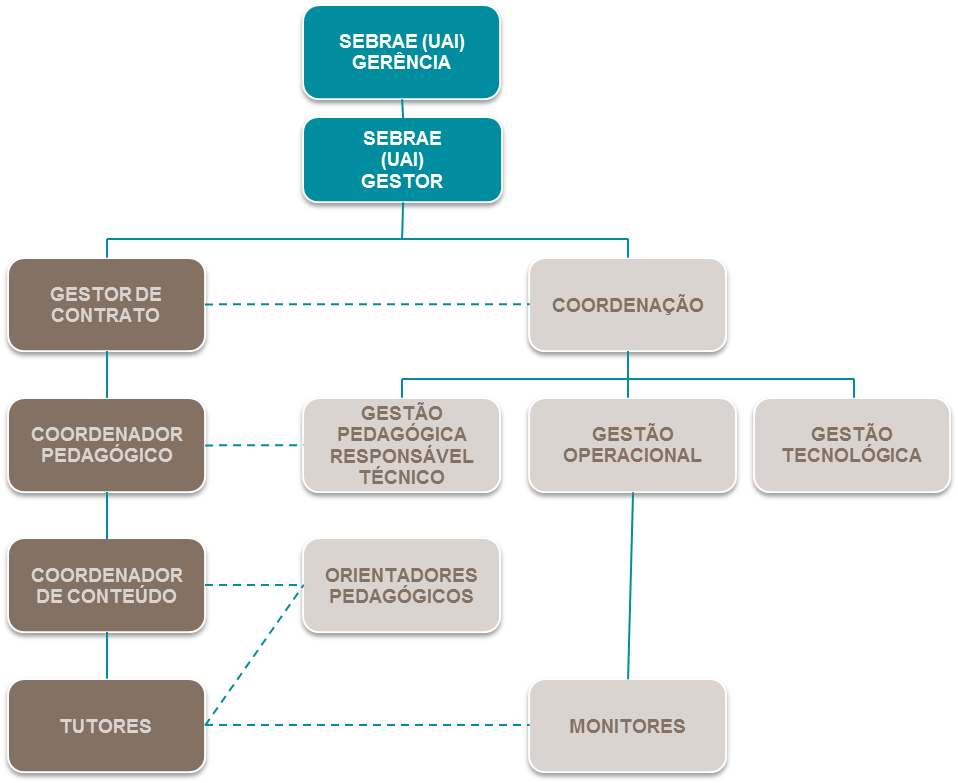 SEBRAE (UAI)
GERÊNCIA
SEBRAE
(UAI)
GESTOR
GESTOR DE
CONTRATO
COORDENAÇÃO
COORDENADOR
PEDAGÓGICO
GESTÃO
PEDAGÓGICA
RESPONSÁVEL
TÉCNICO
GESTÃO
OPERACIONAL
GESTÃO
TECNOLÓGICA
COORDENADOR
DE CONTEÚDO
ORIENTADORES
PEDAGÓGICOS
TUTORES
MONITORES